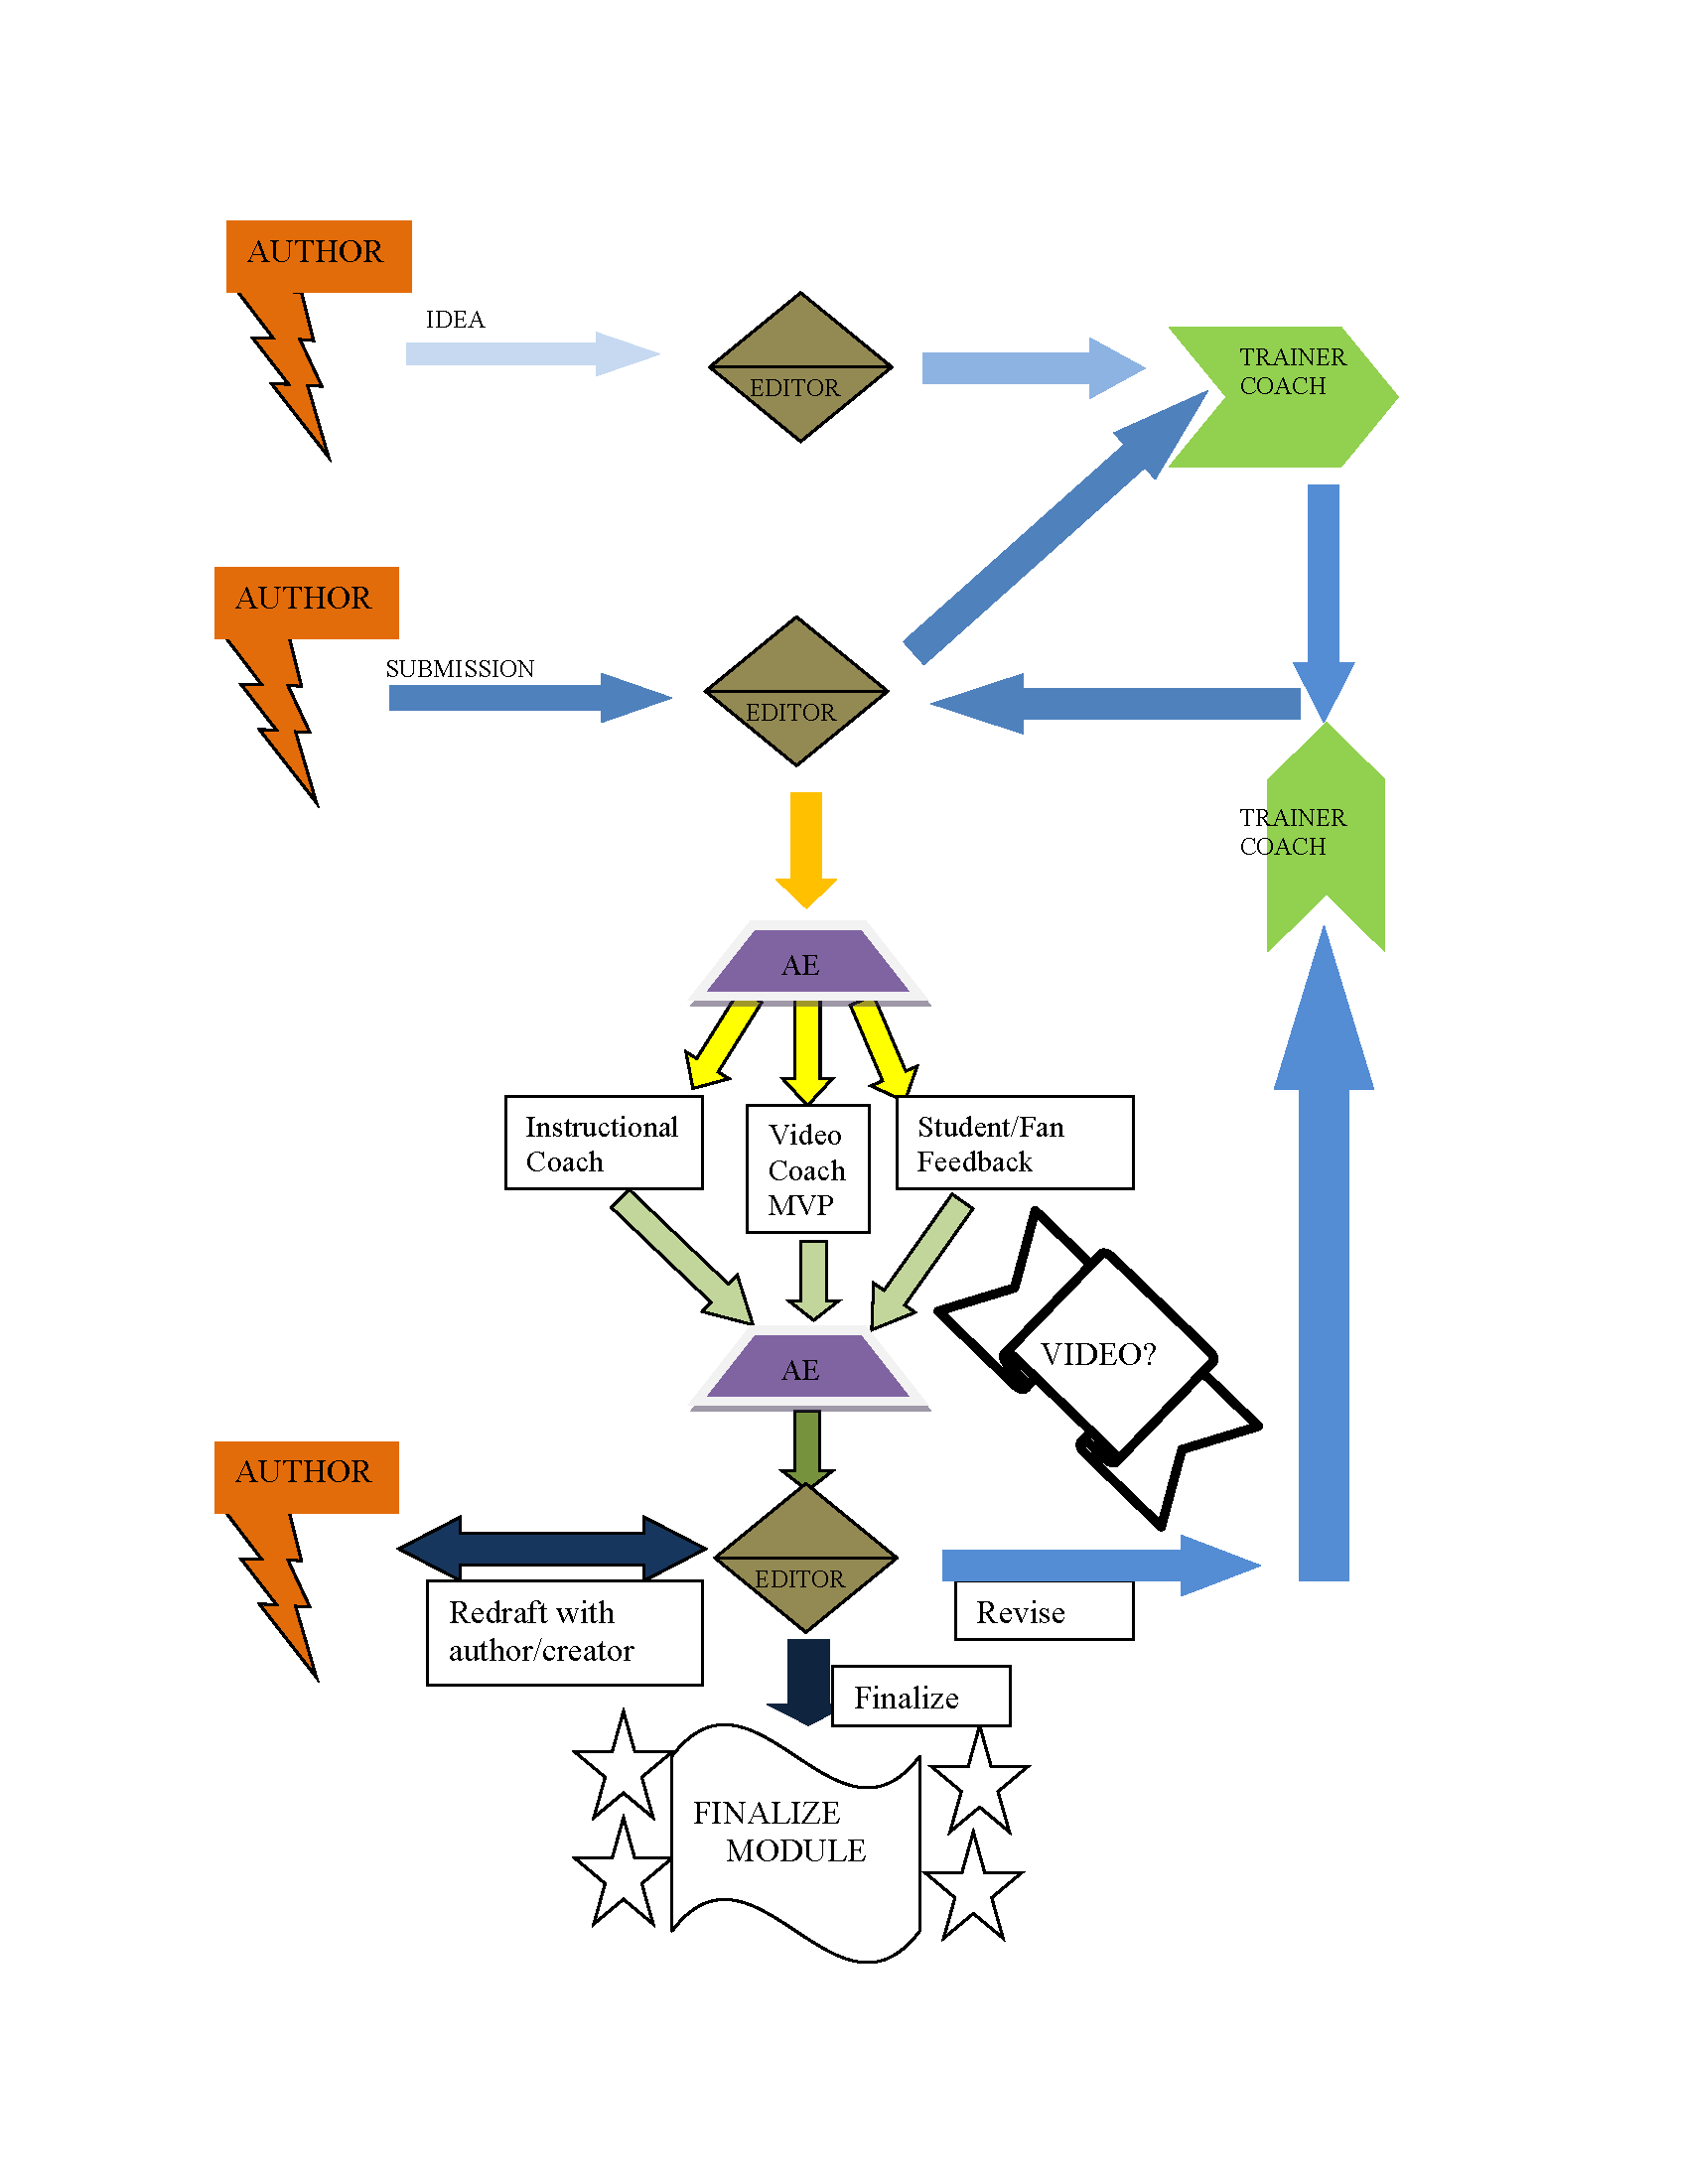 AUTHOR
IDEA
EDITOR
TRAINER
COACH
AUTHOR
SUBMISSION
EDITOR
TRAINER
COACH
AE
Instructional
Coach
Video
Coach
MVP
Student/Fan
Feedback
VIDEO?
AE
AUTHOR
EDITOR
Redraft with
author/creator
Revise
Finalize
FINALIZE
MODULE